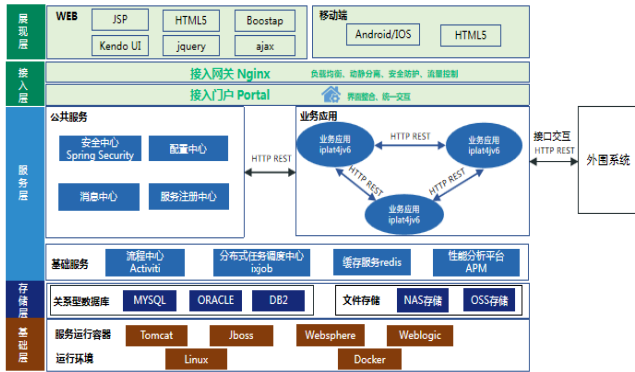 展现层
WEB
JSP
HTML5
Boostap
Kendo UI
jquery
ajax
移动端
Android/IOS
HTML5
接入层
接入网关 Nginx
负载均衡、动静分离、安全防护、流量控制
接入门户 Portal
界面整合、统一交互
服务层
公共服务
安全中心
Spring Security
配置中心
消息中心
服务注册中心
HTTP REST
业务应用
业务应用
iplat4jv6
业务应用
iplat4jv6
业务应用
iplat4jv6
HTTP REST
HTTP REST
HTTP REST
接口交互
HTTP REST
外围系统
基础服务
流程中心
Activiti
分布式任务调度中心
ixjob
缓存服务redis
性能分析平台
APM
存储层
关系型数据库
MYSQL
ORACLE
DB2
文件存储
NAS存储
OSS存储
基础层
服务运行容器
Tomcat
Jboss
Websphere
Weblogic
运行环境
Linux
Docker